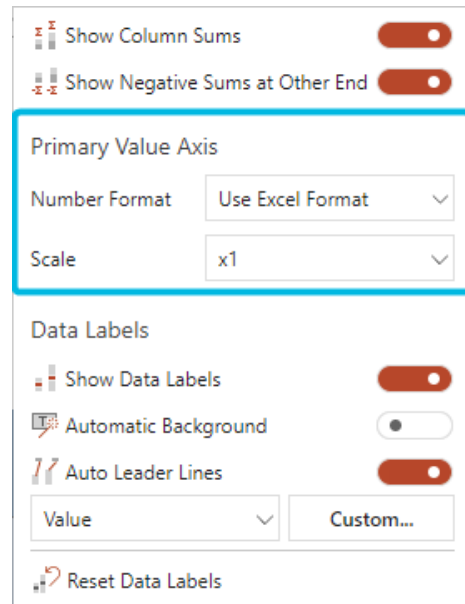 Show Column Sums
Show Negative Sums at Other End
Primary Value Axis
Number Format Use Excel Format
Scale x1
Data Labels
Show Data Labels
Automatic Background
Auto Leader Lines
Value Custom...
Reset Data Labels